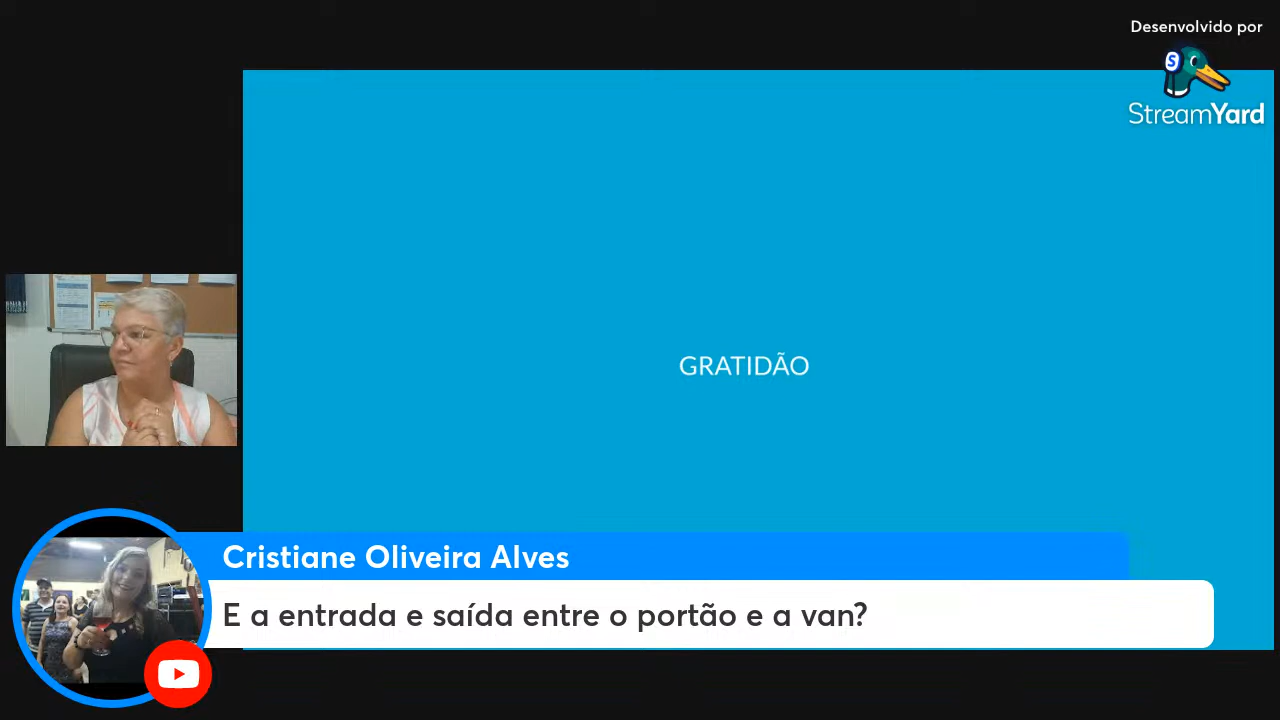 Desenvolvido por
StreamYard
GRATIDÃO
Cristiane Oliveira Alves
E a entrada e saída entre o portão e a van?